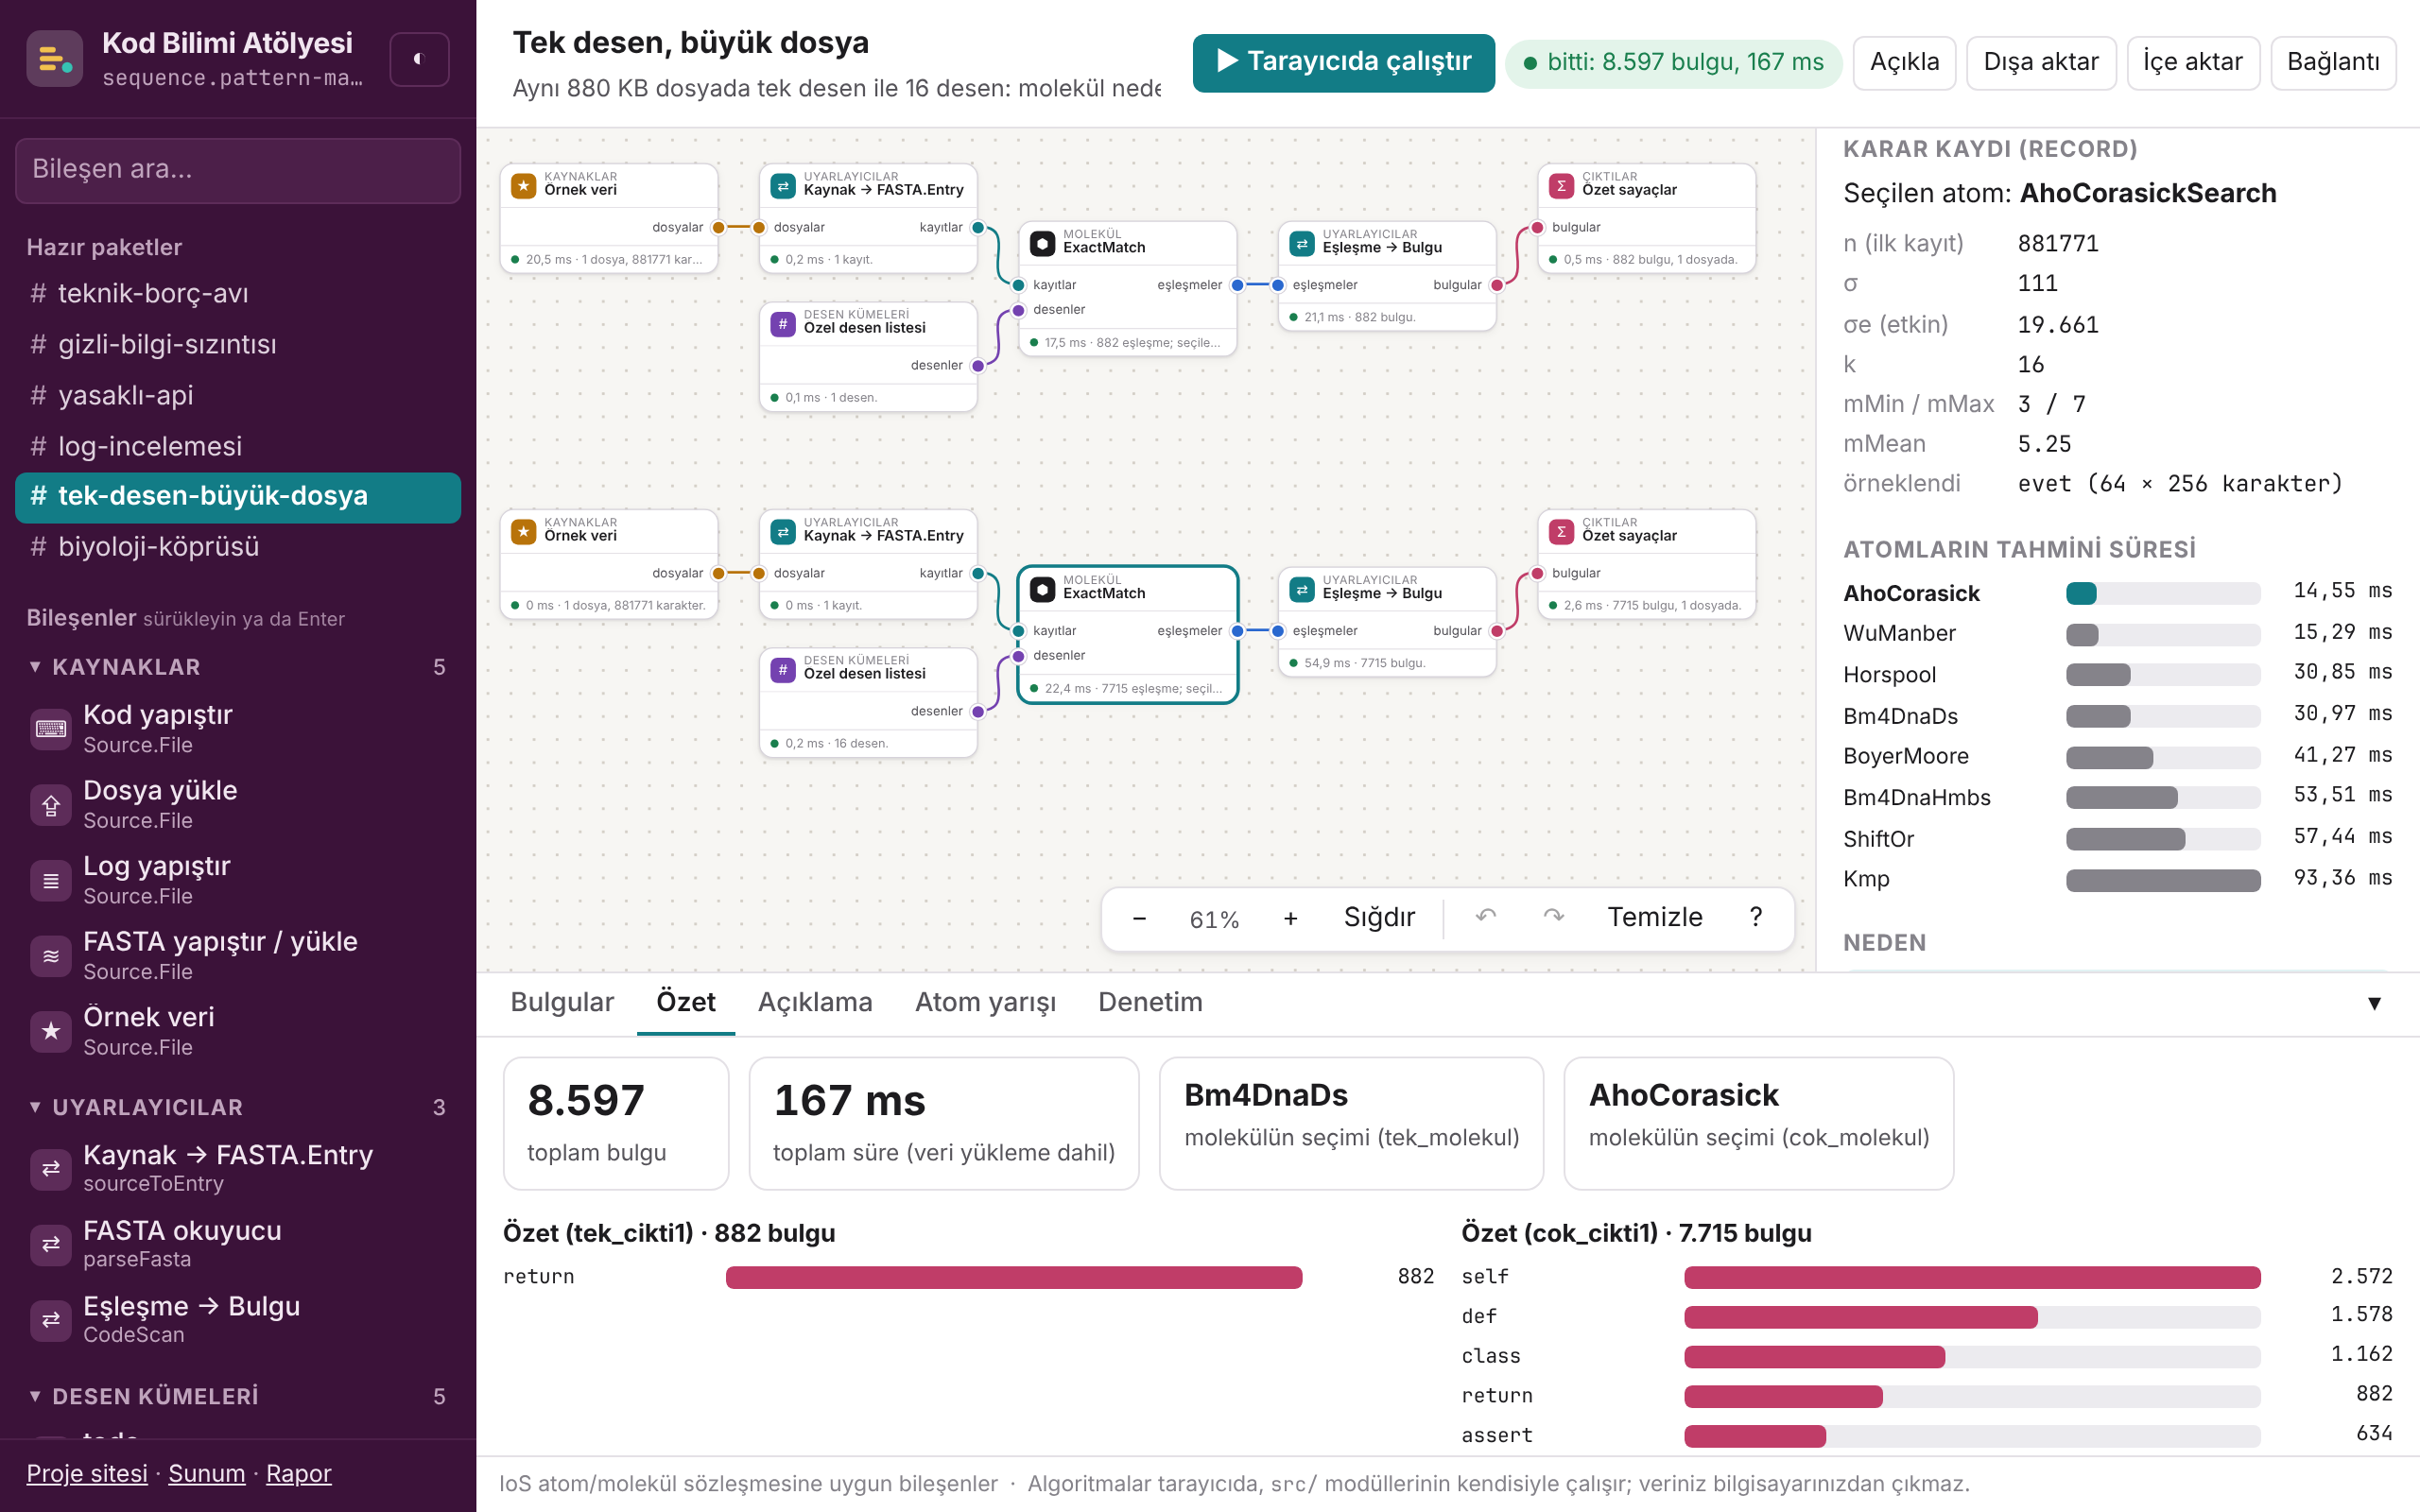 Kod Bilimi Atölyesi
sequence.pattern-ma…
Bileşen ara…
Hazır paketler
# teknik-borç-avı
# gizli-bilgi-sızıntısı
# yasaklı-api
# log-incelemesi
# tek-desen-büyük-dosya
# biyoloji-köprüsü
Bileşenler sürükleyin ya da Enter
▼ KAYNAKLAR 5
Kod yapıştır
Source.File
Dosya yükle
Source.File
Log yapıştır
Source.File
FASTA yapıştır / yükle
Source.File
Örnek veri
Source.File
▼ UYARLAYICILAR 3
Kaynak → FASTA.Entry
sourceToEntry
FASTA okuyucu
parseFasta
Eşleşme → Bulgu
CodeScan
▼ DESEN KÜMELERİ 5
Proje sitesi · Sunum · Rapor
Tek desen, büyük dosya
Aynı 880 KB dosyada tek desen ile 16 desen: molekül nede
▶ Tarayıcıda çalıştır
bitti: 8.597 bulgu, 167 ms
Açıkla
Dışa aktar
İçe aktar
Bağlantı
KAYNAKLAR
Örnek veri
dosyalar
20,5 ms · 1 dosya, 881771 kar…
UYARLAYICILAR
Kaynak → FASTA.Entry
dosyalar kayıtlar
0,2 ms · 1 kayıt.
DESEN KÜMELERİ
Özel desen listesi
desenler
0,1 ms · 1 desen.
MOLEKÜL
ExactMatch
kayıtlar eşleşmeler
desenler
17,5 ms · 882 eşleşme; seçile…
UYARLAYICILAR
Eşleşme → Bulgu
eşleşmeler bulgular
21,1 ms · 882 bulgu.
ÇIKTILAR
Özet sayaçlar
bulgular
0,5 ms · 882 bulgu, 1 dosyada.
KAYNAKLAR
Örnek veri
dosyalar
0 ms · 1 dosya, 881771 karakter.
UYARLAYICILAR
Kaynak → FASTA.Entry
dosyalar kayıtlar
0 ms · 1 kayıt.
DESEN KÜMELERİ
Özel desen listesi
desenler
0,2 ms · 16 desen.
MOLEKÜL
ExactMatch
kayıtlar eşleşmeler
desenler
22,4 ms · 7715 eşleşme; seçil…
UYARLAYICILAR
Eşleşme → Bulgu
eşleşmeler bulgular
54,9 ms · 7715 bulgu.
ÇIKTILAR
Özet sayaçlar
bulgular
2,6 ms · 7715 bulgu, 1 dosyada.
− 61% + Sığdır ↶ ↷ Temizle ?
KARAR KAYDI (RECORD)
Seçilen atom: AhoCorasickSearch
n (ilk kayıt) 881771
σ 111
σe (etkin) 19.661
k 16
mMin / mMax 3 / 7
mMean 5.25
örneklendi evet (64 × 256 karakter)
ATOMLARIN TAHMİNİ SÜRESİ
AhoCorasick 14,55 ms
WuManber 15,29 ms
Horspool 30,85 ms
Bm4DnaDs 30,97 ms
BoyerMoore 41,27 ms
Bm4DnaHmbs 53,51 ms
ShiftOr 57,44 ms
Kmp 93,36 ms
NEDEN
Bulgular Özet Açıklama Atom yarışı Denetim ▼
8.597
toplam bulgu
167 ms
toplam süre (veri yükleme dahil)
Bm4DnaDs
molekülün seçimi (tek_molekul)
AhoCorasick
molekülün seçimi (cok_molekul)
Özet (tek_cikti1) · 882 bulgu
return 882
Özet (cok_cikti1) · 7.715 bulgu
self 2.572
def 1.578
class 1.162
return 882
assert 634
IoS atom/molekül sözleşmesine uygun bileşenler · Algoritmalar tarayıcıda, src/ modüllerinin kendisiyle çalışır; veriniz bilgisayarınızdan çıkmaz.